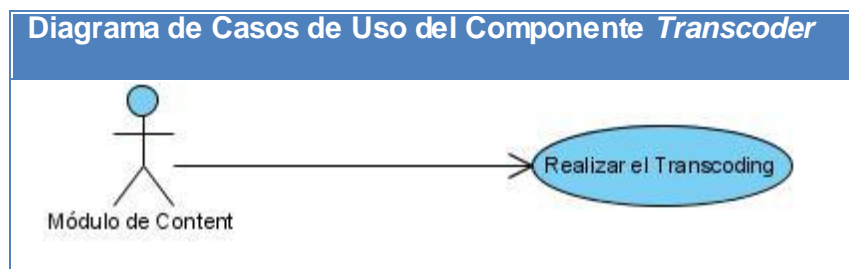 Diagrama de Casos de Uso del Componente Transcoder
Realizar el Transcoding
Módulo de Content